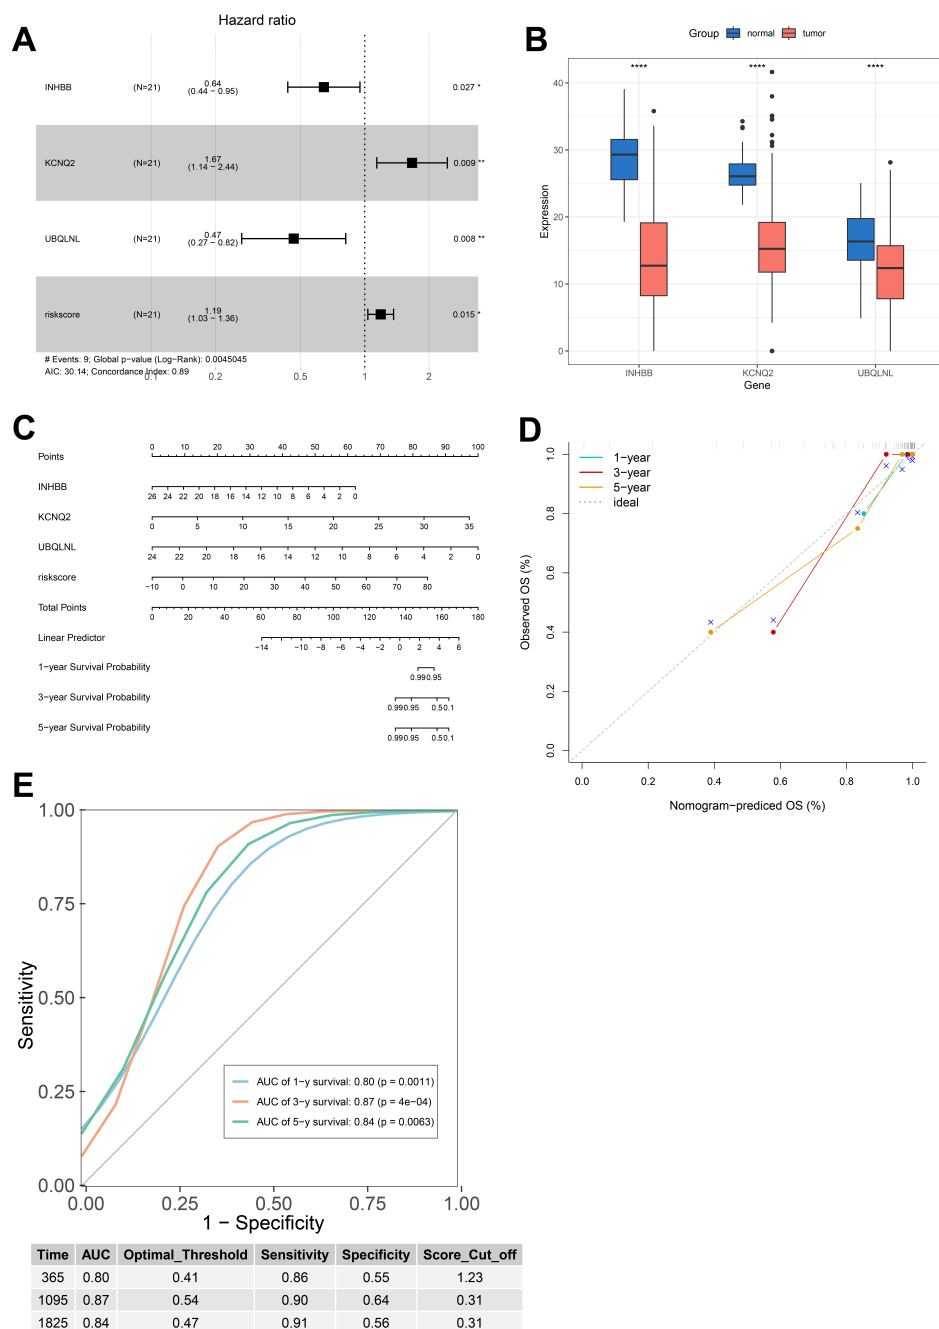 A
Hazard ratio
INHBB (N=21) 0.64 (0.44 − 0.95) 0.027 *
KCNQ2 (N=21) 1.67 (1.14 − 2.44) 0.009 **
UBQLNL (N=21) 0.47 (0.27 − 0.82) 0.008 **
riskscore (N=21) 1.19 (1.03 − 1.36) 0.015 *
# Events: 9; Global p−value (Log−Rank): 0.0045045
AIC: 30.14; Concordance Index: 0.89
0.1 0.2 0.5 1 2
B
Group normal tumor
**** **** ****
Expression
40
30
20
10
0
INHBB KCNQ2 UBQLNL
Gene
C
Points 0 10 20 30 40 50 60 70 80 90 100
INHBB
26 24 22 20 18 16 14 12 10 8 6 4 2 0
KCNQ2
0 5 10 15 20 25 30 35
UBQLNL
24 22 20 18 16 14 12 10 8 6 4 2 0
riskscore
−10 0 10 20 30 40 50 60 70 80
Total Points
0 20 40 60 80 100 120 140 160 180
Linear Predictor
−14 −10 −8 −6 −4 −2 0 2 4 6
1−year Survival Probability
0.99 0.95
3−year Survival Probability
0.99 0.95 0.5 0.1
5−year Survival Probability
0.99 0.95 0.5 0.1
D
1−year
3−year
5−year
ideal
Observed OS (%)
1.0
0.8
0.6
0.4
0.2
0.0
0.0 0.2 0.4 0.6 0.8 1.0
Nomogram−prediced OS (%)
E
Sensitivity
1.00
0.75
0.50
0.25
0.00
AUC of 1−y survival: 0.80 (p = 0.0011)
AUC of 3−y survival: 0.87 (p = 4e−04)
AUC of 5−y survival: 0.84 (p = 0.0063)
0.00 0.25 0.50 0.75 1.00
1 − Specificity
Time AUC Optimal_Threshold Sensitivity Specificity Score_Cut_off
365 0.80 0.41 0.86 0.55 1.23
1095 0.87 0.54 0.90 0.64 0.31
1825 0.84 0.47 0.91 0.56 0.31